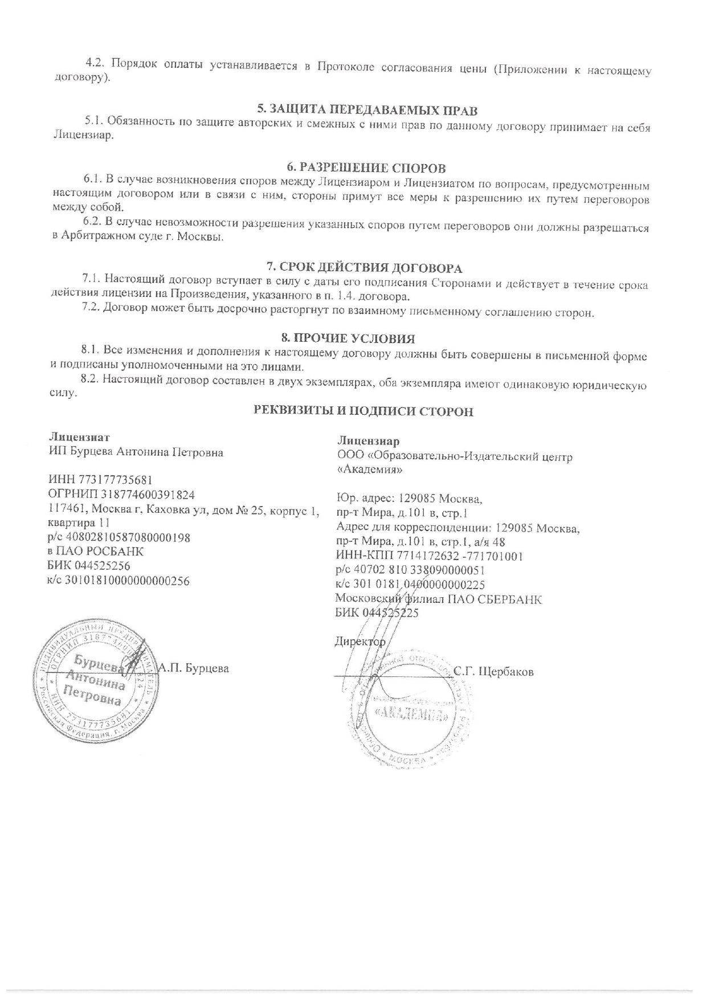 4.2. Порядок оплаты устанавливается в Протоколе согласования цены (Приложении к настоящему
договору).
5. ЗАЩИТА ПЕРЕДАВАЕМЫХ ПРАВ
5.1. Обязанность по защите авторских и смежных с ними прав по данному договору принимает на себя
Лицензиар.
6. РАЗРЕШЕНИЕ СПОРОВ
6.1. В случае возникновения споров между Лицензиаром и Лицензиатом по вопросам, предусмотренным
настоящим договором или в связи с ним, стороны примут все меры к разрешению их путем переговоров
между собой.
6.2. В случае невозможности разрешения указанных споров путем переговоров они должны разрешаться
в Арбитражном суде г. Москвы.
7. СРОК ДЕЙСТВИЯ ДОГОВОРА
7.1. Настоящий договор вступает в силу с даты его подписания Сторонами и действует в течение срока
действия лицензии на Произведения, указанного в п. 1.4. договора.
7.2. Договор может быть досрочно расторгнут по взаимному письменному соглашению сторон.
8. ПРОЧИЕ УСЛОВИЯ
8.1. Все изменения и дополнения к настоящему договору должны быть совершены в письменной форме
и подписаны уполномоченными на это лицами.
8.2. Настоящий договор составлен в двух экземплярах, оба экземпляра имеют одинаковую юридическую
силу.
РЕКВИЗИТЫ И ПОДПИСИ СТОРОН
Лицензиат
ИП Бурцева Антонина Петровна
ИНН 773177735681
ОГРНИП 318774600391824
117461, Москва г, Каховка ул, дом № 25, корпус 1,
квартира 11
р/с 40802810587080000198
в ПАО РОСБАНК
БИК 044525256
к/с 30101810000000000256
А.П. Бурцева
ИНДИВИДУАЛЬНЫЙ ПРЕДПРИНИМАТЕЛЬ
Российская Федерация, г. Москва
ОГРНИП 318774600391824
ИНН 773177735681
Бурцева
Антонина
Петровна
Лицензиар
ООО «Образовательно-Издательский центр
«Академия»
Юр. адрес: 129085 Москва,
пр-т Мира, д.101 в, стр.1
Адрес для корреспонденции: 129085 Москва,
пр-т Мира, д.101 в, стр.1, а/я 48
ИНН-КПП 7714172632 -771701001
р/с 40702 810 338090000051
к/с 301 0181 0400000000225
Московский филиал ПАО СБЕРБАНК
БИК 044525225
Директор
С.Г. Щербаков
«АКАДЕМИЯ»
* МОСКВА *